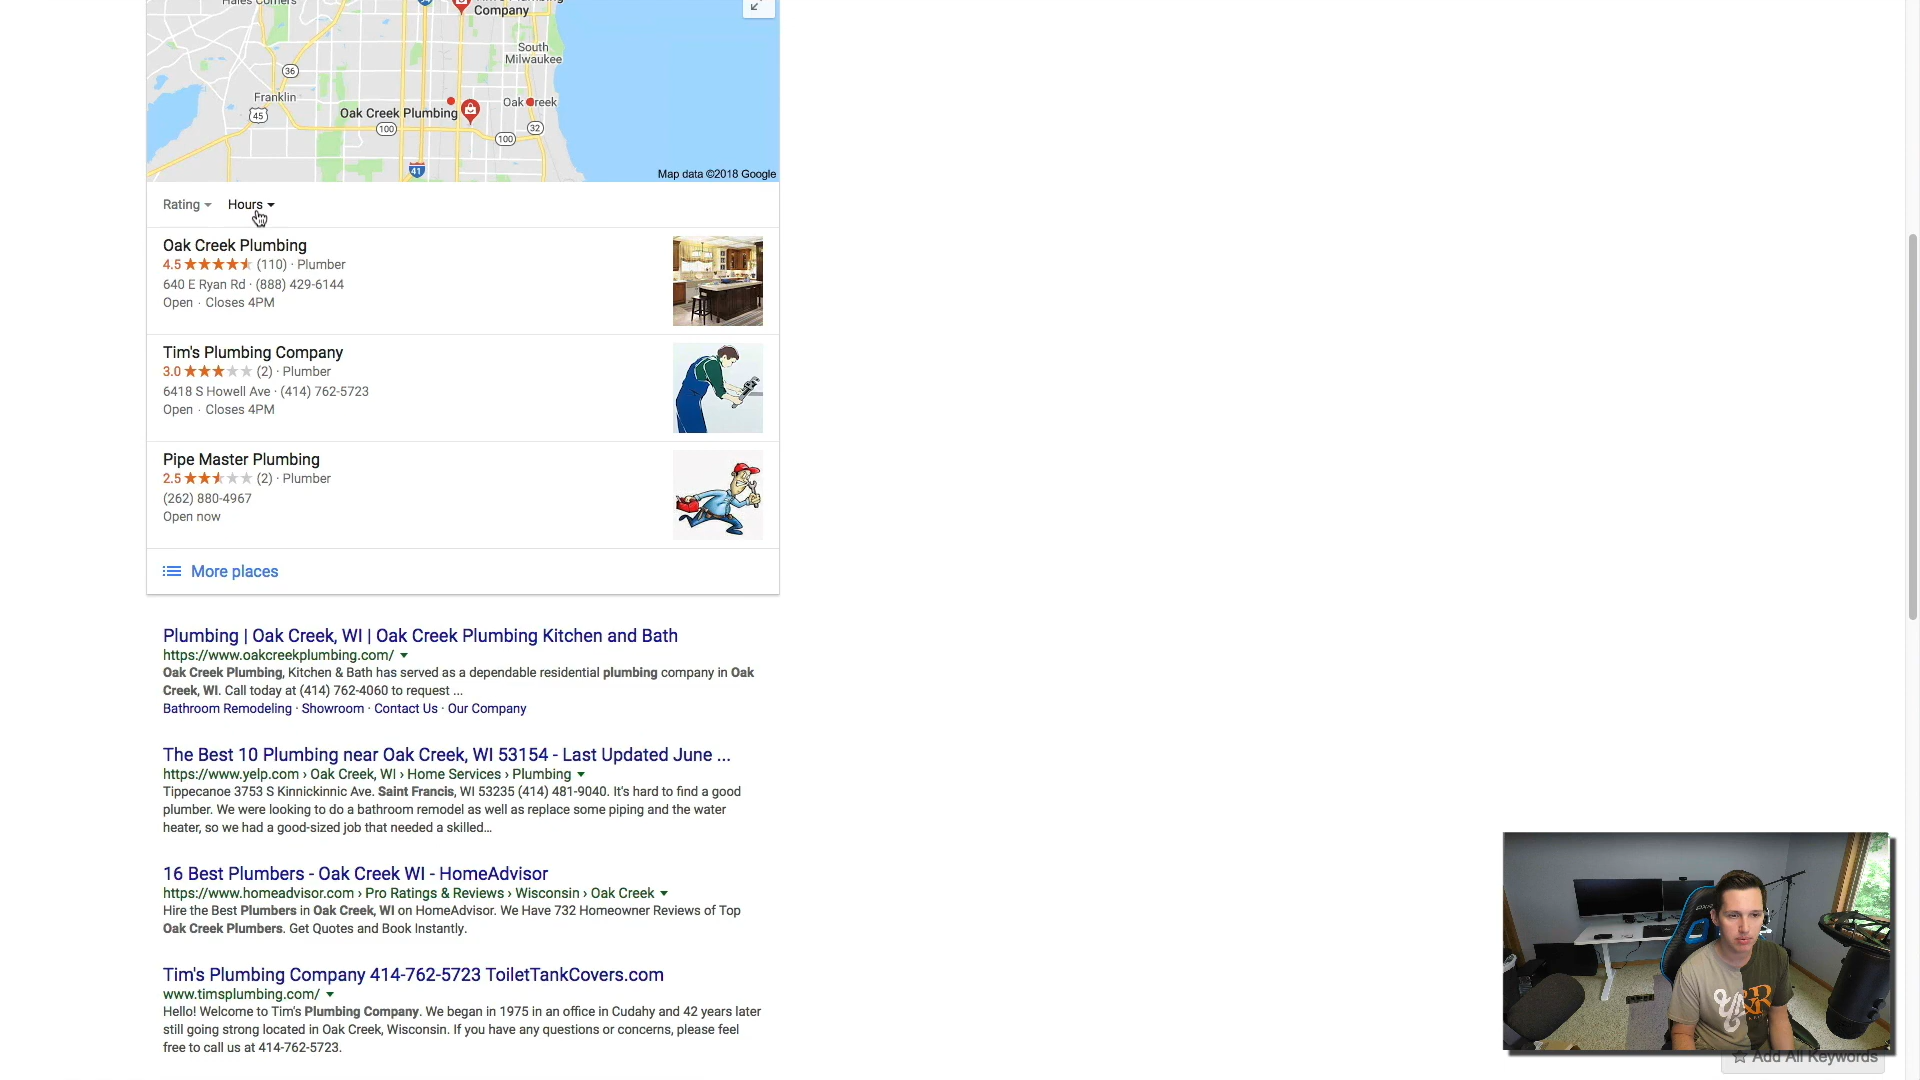 Hales Corners
Company
South
Milwaukee
36
Franklin
45
Oak Creek
Oak Creek Plumbing
100
32
100
41
Map data ©2018 Google
Rating
Hours
Oak Creek Plumbing
4.5 (110) · Plumber
640 E Ryan Rd · (888) 429-6144
Open · Closes 4PM
Tim's Plumbing Company
3.0 (2) · Plumber
6418 S Howell Ave · (414) 762-5723
Open · Closes 4PM
Pipe Master Plumbing
2.5 (2) · Plumber
(262) 880-4967
Open now
More places
Plumbing | Oak Creek, WI | Oak Creek Plumbing Kitchen and Bath
https://www.oakcreekplumbing.com/
Oak Creek Plumbing, Kitchen & Bath has served as a dependable residential plumbing company in Oak
Creek, WI. Call today at (414) 762-4060 to request ...
Bathroom Remodeling · Showroom · Contact Us · Our Company
The Best 10 Plumbing near Oak Creek, WI 53154 - Last Updated June ...
https://www.yelp.com › Oak Creek, WI › Home Services › Plumbing
Tippecanoe 3753 S Kinnickinnic Ave. Saint Francis, WI 53235 (414) 481-9040. It's hard to find a good
plumber. We were looking to do a bathroom remodel as well as replace some piping and the water
heater, so we had a good-sized job that needed a skilled...
16 Best Plumbers - Oak Creek WI - HomeAdvisor
https://www.homeadvisor.com › Pro Ratings & Reviews › Wisconsin › Oak Creek
Hire the Best Plumbers in Oak Creek, WI on HomeAdvisor. We Have 732 Homeowner Reviews of Top
Oak Creek Plumbers. Get Quotes and Book Instantly.
Tim's Plumbing Company 414-762-5723 ToiletTankCovers.com
www.timsplumbing.com/
Hello! Welcome to Tim's Plumbing Company. We began in 1975 in an office in Cudahy and 42 years later
still going strong located in Oak Creek, Wisconsin. If you have any questions or concerns, please feel
free to call us at 414-762-5723.
Add All Keywords